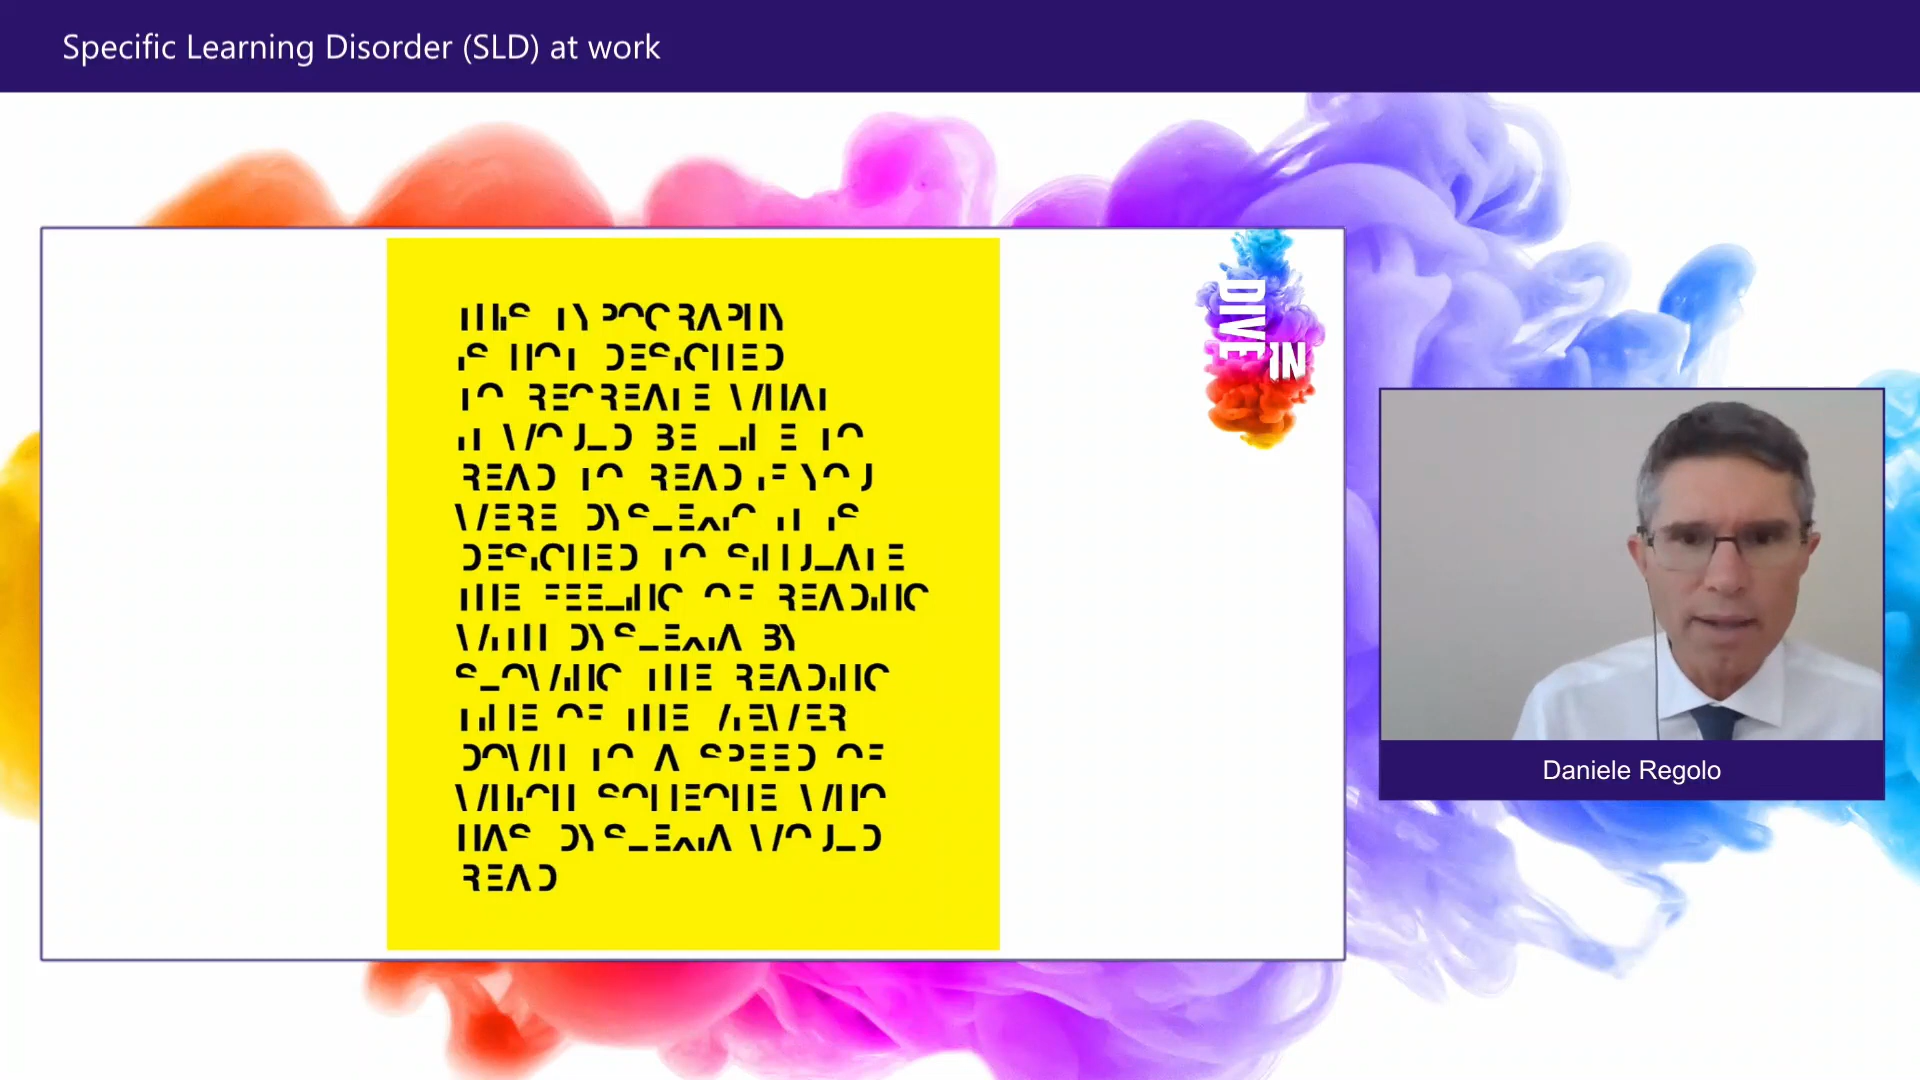 Specific Learning Disorder (SLD) at work
THIS TYPOGRAPHY
IS NOT DESIGNED
TO RECREATE WHAT
IT WOULD BE LIKE TO
READ TO READ IF YOU
WERE DYSLEXIC IT IS
DESIGNED TO SIMULATE
THE FEELING OF READING
WITH DYSLEXIA BY
SLOWING THE READING
TIME OF THE VIEWER
DOWN TO A SPEED OF
WHICH SOMEONE WHO
HAS DYSLEXIA WOULD
READ
DIVE
IN
Daniele Regolo